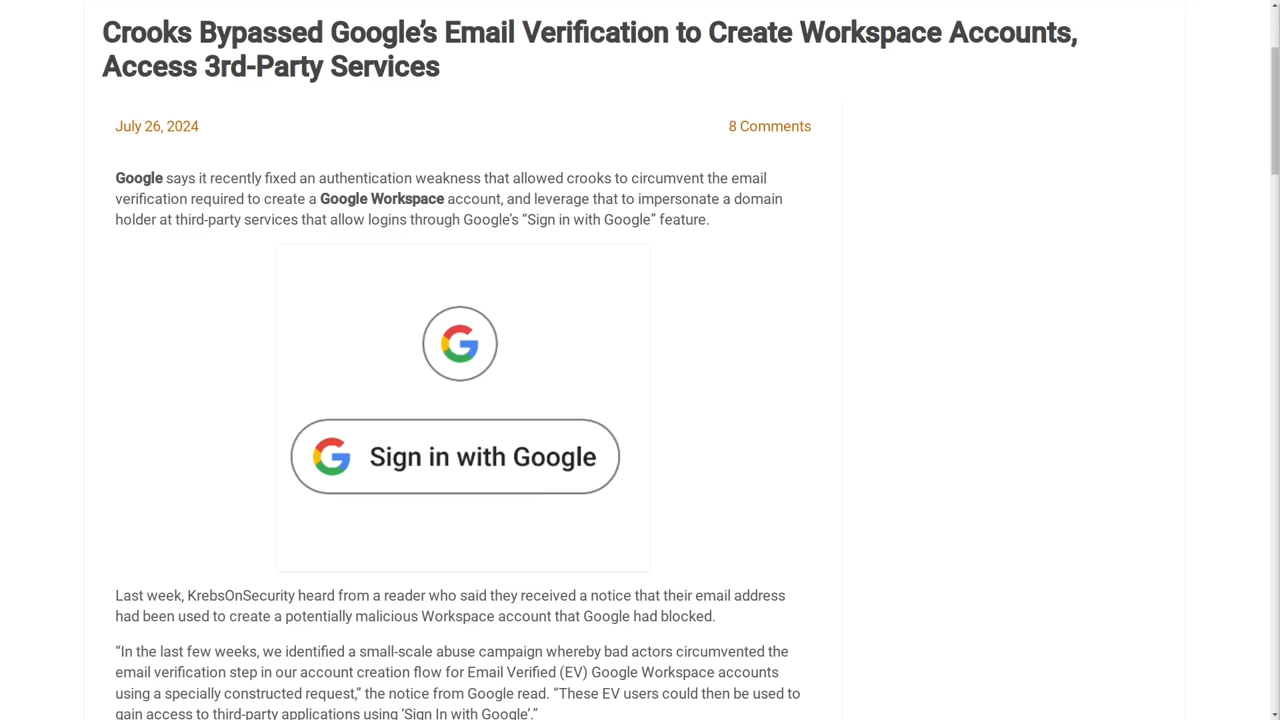 Crooks Bypassed Google’s Email Verification to Create Workspace Accounts,
Access 3rd-Party Services
July 26, 2024
8 Comments
Google says it recently fixed an authentication weakness that allowed crooks to circumvent the email
verification required to create a Google Workspace account, and leverage that to impersonate a domain
holder at third-party services that allow logins through Google’s “Sign in with Google” feature.
Sign in with Google
Last week, KrebsOnSecurity heard from a reader who said they received a notice that their email address
had been used to create a potentially malicious Workspace account that Google had blocked.
“In the last few weeks, we identified a small-scale abuse campaign whereby bad actors circumvented the
email verification step in our account creation flow for Email Verified (EV) Google Workspace accounts
using a specially constructed request,” the notice from Google read. “These EV users could then be used to
gain access to third-party applications using ‘Sign In with Google’.”